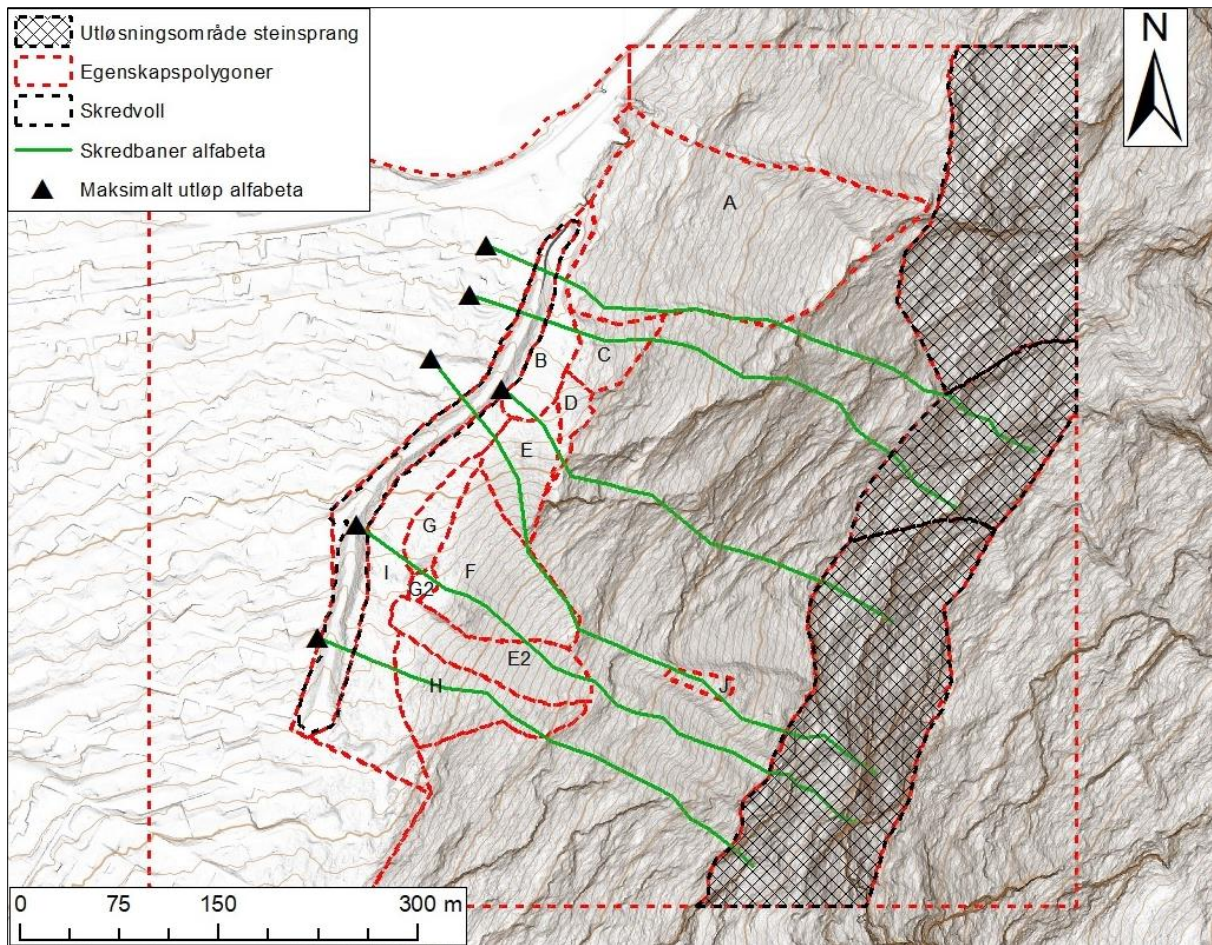 Utløsningsområde steinsprang
Egenskapspolygoner
Skredvoll
Skredbaner alfabeta
Maksimalt utløp alfabeta
N
A
B
C
D
E
G
F
I
G2
E2
H
J
0 75 150 300 m